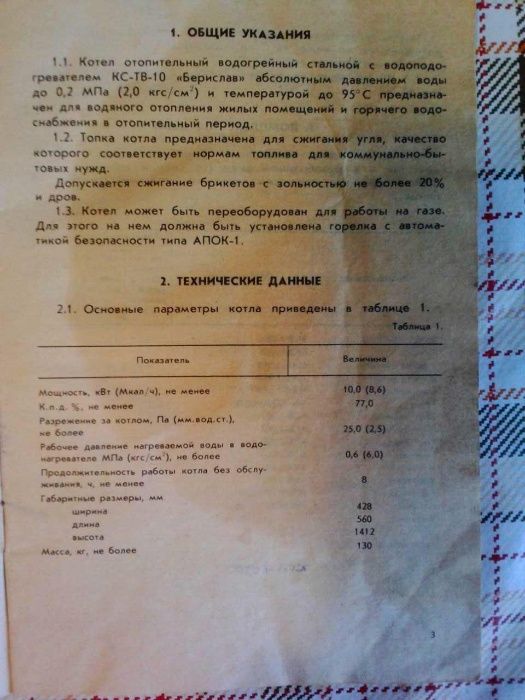 1. ОБЩИЕ УКАЗАНИЯ
1.1. Котел отопительный водогрейный стальной с водоподо-
гревателем КС-ТВ-10 «Берислав» абсолютным давлением воды
до 0,2 МПа (2,0 кгс/см²) и температурой до 95°С предназна-
чен для водяного отопления жилых помещений и горячего водо-
снабжения в отопительный период.
1.2. Топка котла предназначена для сжигания угля, качество
которого соответствует нормам топлива для коммунально-бы-
товых нужд.
Допускается сжигание брикетов с зольностью не более 20%
и дров.
1.3. Котел может быть переоборудован для работы на газе.
Для этого на нем должна быть установлена горелка с автома-
тикой безопасности типа АПОК-1.
2. ТЕХНИЧЕСКИЕ ДАННЫЕ
2.1. Основные параметры котла приведены в таблице 1.
Таблица 1.
Показатель Величина
Мощность, кВт (Мкал/ч), не менее 10,0 (8,6)
К.п.д. %, не менее 77,0
Разрежение за котлом, Па (мм.вод.ст.),
не более 25,0 (2,5)
Рабочее давление нагреваемой воды в водо-
нагревателе МПа (кгс/см²), не более 0,6 (6,0)
Продолжительность работы котла без обслу-
живания, ч, не менее 8
Габаритные размеры, мм
ширина 428
длина 560
высота 1412
Масса, кг, не более 130
3